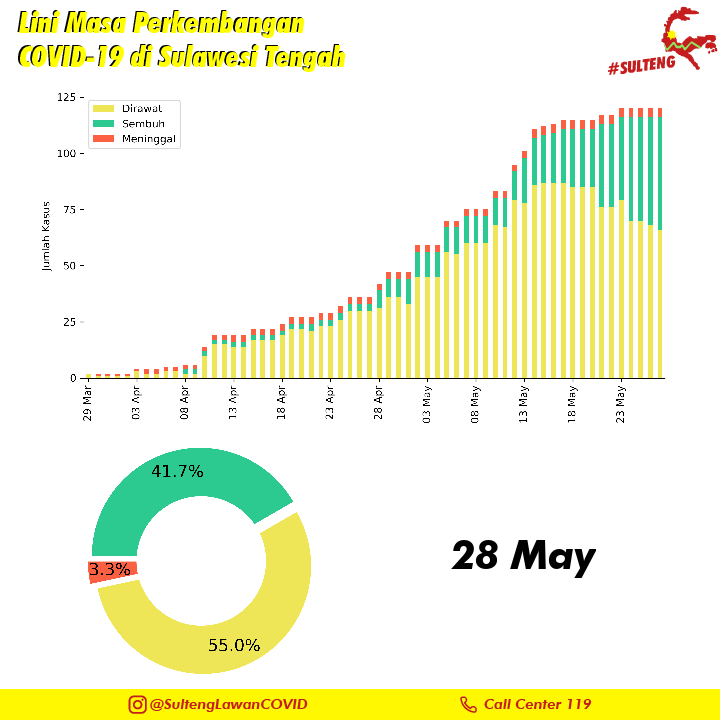 Lini Masa Perkembangan
COVID-19 di Sulawesi Tengah
#SULTENG
125
100
75
50
25
0
Jumlah Kasus
Dirawat
Sembuh
Meninggal
29 Mar
03 Apr
08 Apr
13 Apr
18 Apr
23 Apr
28 Apr
03 May
08 May
13 May
18 May
23 May
41.7%
3.3%
55.0%
28 May
@SultengLawanCOVID
Call Center 119